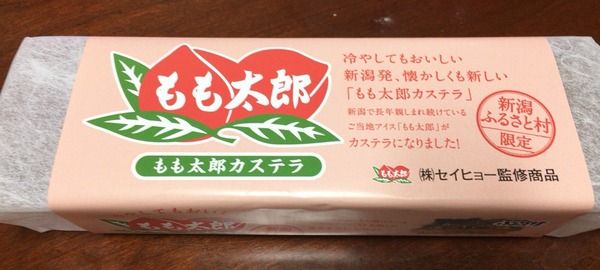 もも太郎
もも太郎カステラ
冷やしてもおいしい
新潟発、懐かしくも新しい
「もも太郎カステラ」
新潟で長年親しまれ続けている
ご当地アイス「もも太郎」が
カステラになりました!
新潟
ふるさと村
限定
もも太郎
㈱セイヒョー監修商品
もも太郎